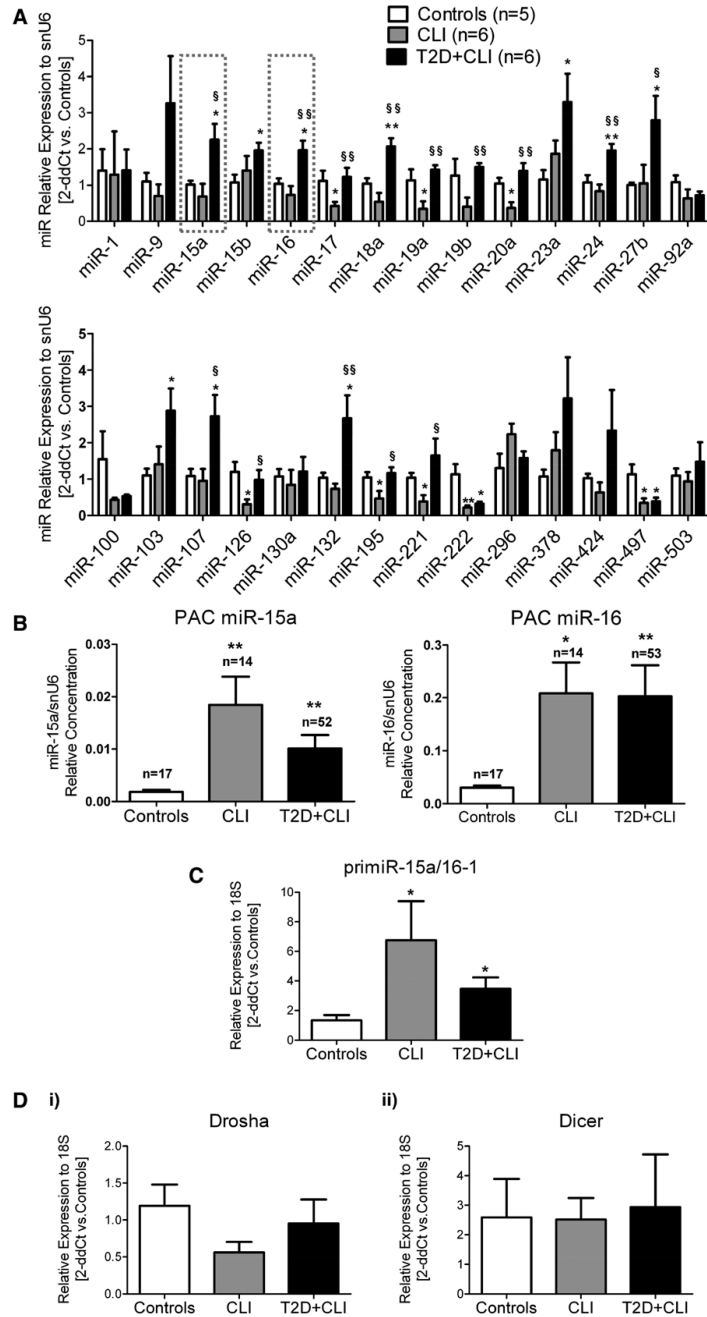 A
Controls (n=5)
CLI (n=6)
T2D+CLI (n=6)
miR Relative Expression to snU6
[2-ddCt vs. Controls]
5
4
3
2
1
0
§
*
*
§§
*
*
§§
§§
**
*
§§
§§
*
§§
*
§§
**
§
*
miR-1
miR-9
miR-15a
miR-15b
miR-16
miR-17
miR-18a
miR-19a
miR-19b
miR-20a
miR-23a
miR-24
miR-27b
miR-92a
miR Relative Expression to snU6
[2-ddCt vs. Controls]
5
4
3
2
1
0
*
§
*
*
§
§§
*
*
§
*
§
**
*
*
*
miR-100
miR-103
miR-107
miR-126
miR-130a
miR-132
miR-195
miR-221
miR-222
miR-296
miR-378
miR-424
miR-497
miR-503
B
PAC miR-15a
miR-15a/snU6
Relative Concentration
0.03
0.02
0.01
0.00
n=17
**
n=14
**
n=52
Controls
CLI
T2D+CLI
PAC miR-16
miR-16/snU6
Relative Concentration
0.3
0.2
0.1
0.0
n=17
*
n=14
**
n=53
Controls
CLI
T2D+CLI
C
primiR-15a/16-1
Relative Expression to 18S
[2-ddCt vs.Controls]
10
8
6
4
2
0
*
*
Controls
CLI
T2D+CLI
D
i)
Drosha
Relative Expression to 18S
[2-ddCt vs.Controls]
2.0
1.5
1.0
0.5
0.0
Controls
CLI
T2D+CLI
ii)
Dicer
Relative Expression to 18S
[2-ddCt vs.Controls]
5
4
3
2
1
0
Controls
CLI
T2D+CLI